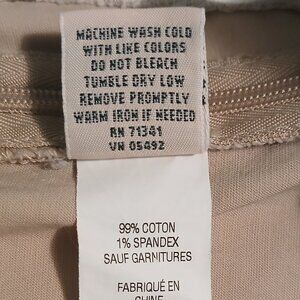 MACHINE WASH COLD
WITH LIKE COLORS
DO NOT BLEACH
TUMBLE DRY LOW
REMOVE PROMPTLY
WARM IRON IF NEEDED
RN 71341
VN 05492
99% COTTON
1% SPANDEX
SAUF GARNITURES
FABRIQUÉ EN
CHINE